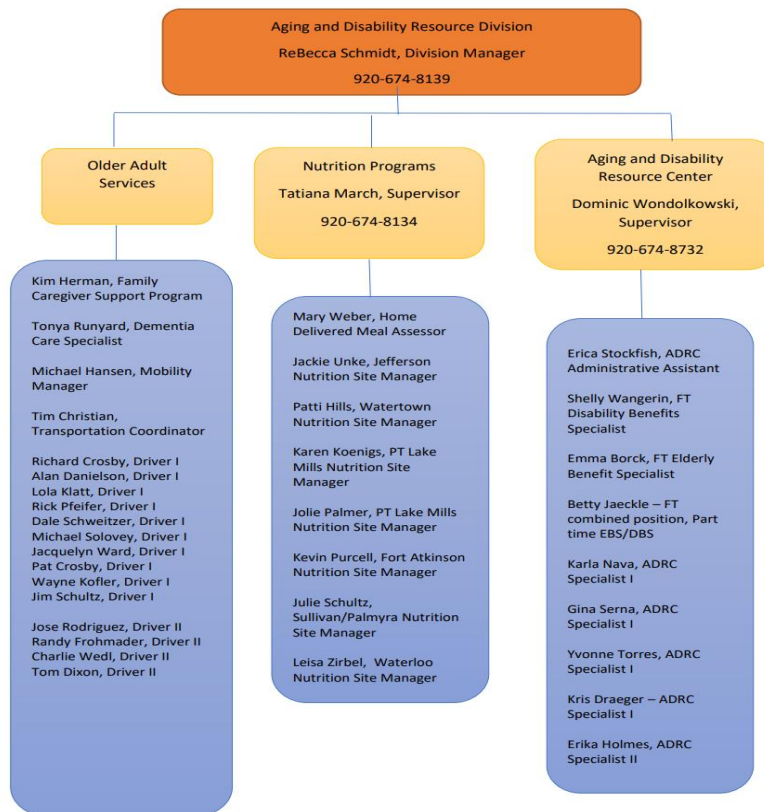 Aging and Disability Resource Division
ReBecca Schmidt, Division Manager
920-674-8139
Older Adult
Services
Nutrition Programs
Tatiana March, Supervisor
920-674-8134
Aging and Disability
Resource Center
Dominic Wondolkowski,
Supervisor
920-674-8732
Kim Herman, Family
Caregiver Support Program
Tonya Runyard, Dementia
Care Specialist
Michael Hansen, Mobility
Manager
Tim Christian,
Transportation Coordinator
Richard Crosby, Driver I
Alan Danielson, Driver I
Lola Klatt, Driver I
Rick Pfeifer, Driver I
Dale Schweitzer, Driver I
Michael Solovey, Driver I
Jacquelyn Ward, Driver I
Pat Crosby, Driver I
Wayne Kofler, Driver I
Jim Schultz, Driver I
Jose Rodriguez, Driver II
Randy Frohmader, Driver II
Charlie Wedl, Driver II
Tom Dixon, Driver II
Mary Weber, Home
Delivered Meal Assessor
Jackie Unke, Jefferson
Nutrition Site Manager
Patti Hills, Watertown
Nutrition Site Manager
Karen Koenigs, PT Lake
Mills Nutrition Site
Manager
Jolie Palmer, PT Lake Mills
Nutrition Site Manager
Kevin Purcell, Fort Atkinson
Nutrition Site Manager
Julie Schultz,
Sullivan/Palmyra Nutrition
Site Manager
Leisa Zirbel, Waterloo
Nutrition Site Manager
Erica Stockfish, ADRC
Administrative Assistant
Shelly Wangerin, FT
Disability Benefits
Specialist
Emma Borck, FT Elderly
Benefit Specialist
Betty Jaeckle – FT
combined position, Part
time EBS/DBS
Karla Nava, ADRC
Specialist I
Gina Serna, ADRC
Specialist I
Yvonne Torres, ADRC
Specialist I
Kris Draeger – ADRC
Specialist I
Erika Holmes, ADRC
Specialist II